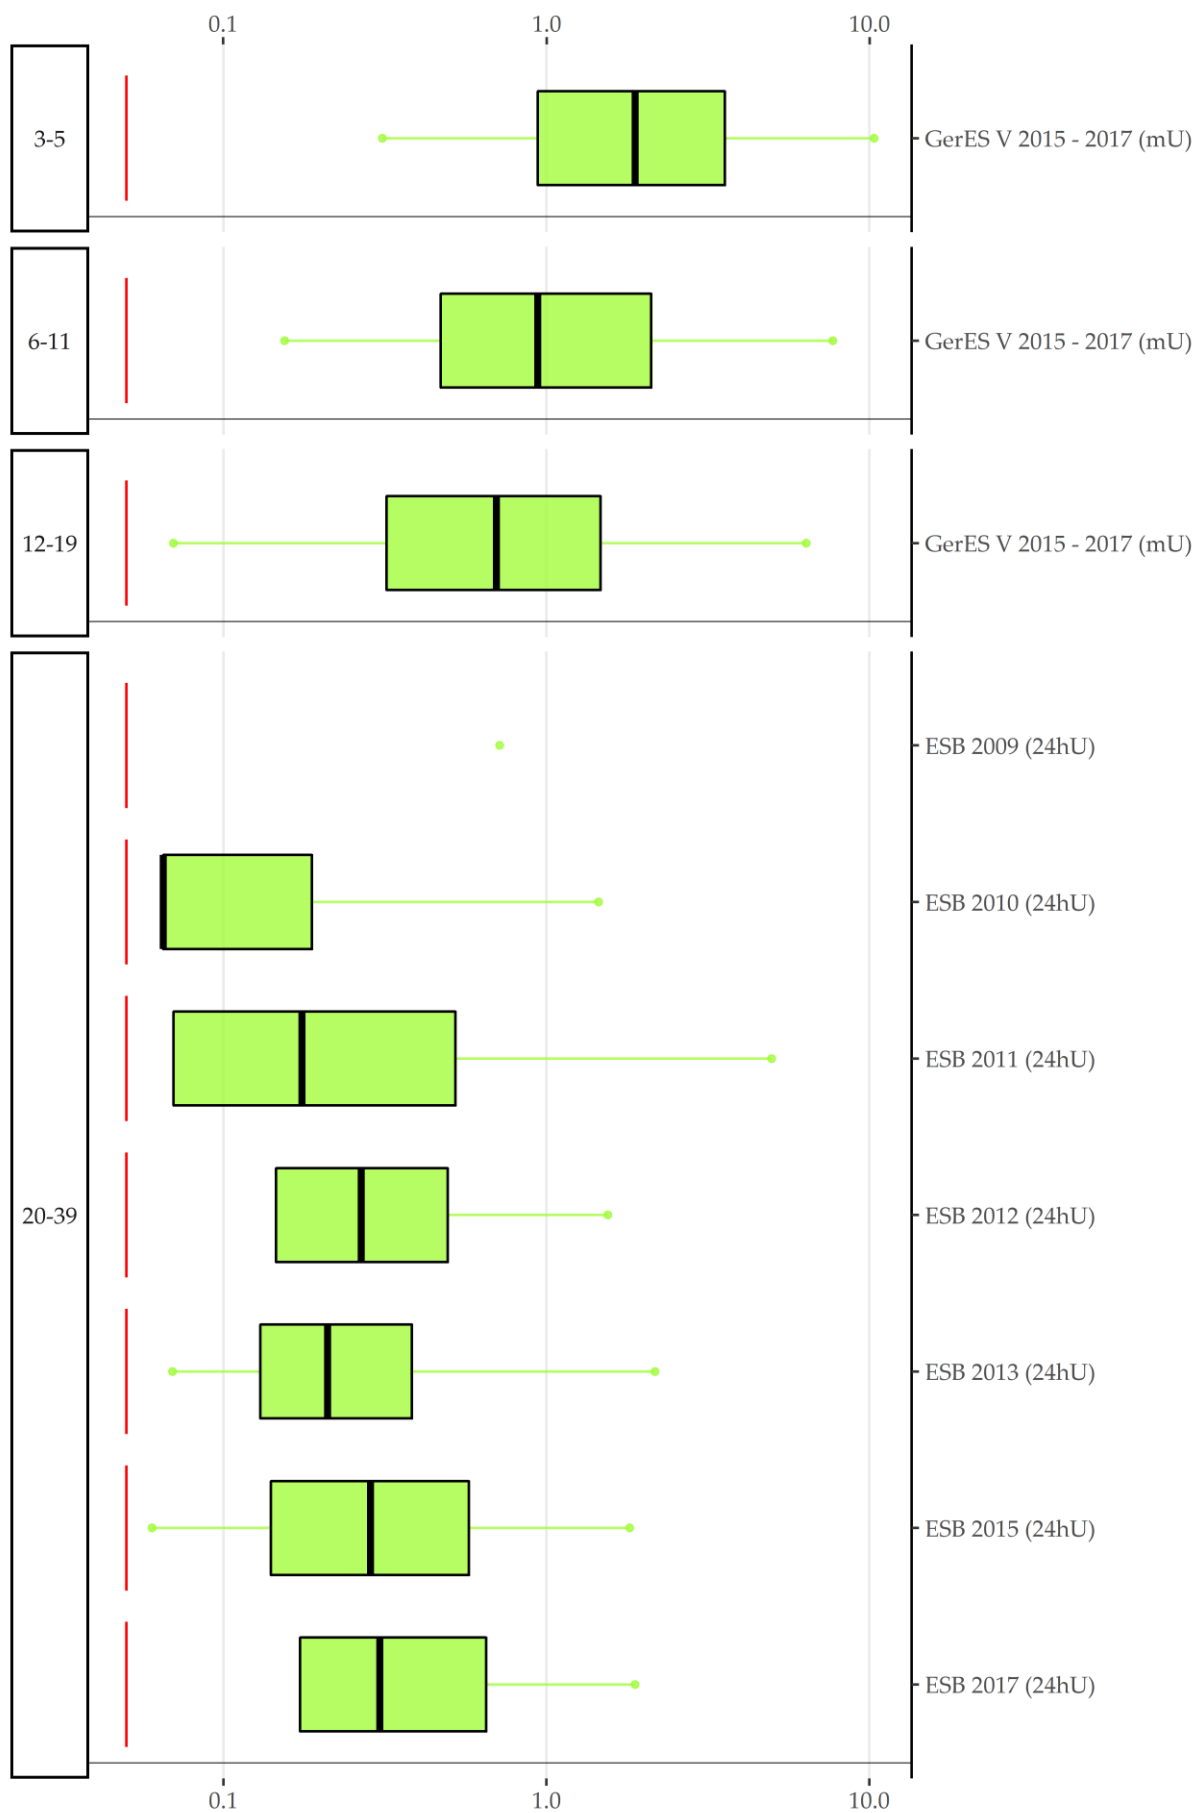 0.1 1.0 10.0
3-5 GerES V 2015 - 2017 (mU)
6-11 GerES V 2015 - 2017 (mU)
12-19 GerES V 2015 - 2017 (mU)
ESB 2009 (24hU)
ESB 2010 (24hU)
ESB 2011 (24hU)
20-39 ESB 2012 (24hU)
ESB 2013 (24hU)
ESB 2015 (24hU)
ESB 2017 (24hU)
0.1 1.0 10.0